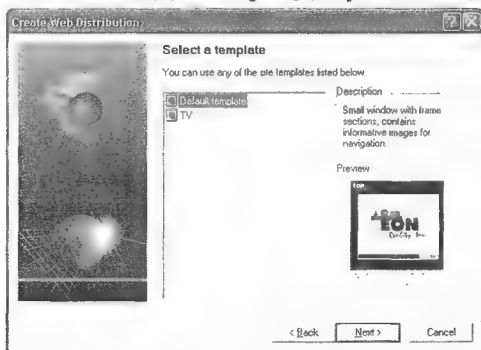 Create Web Distribution
Select a template
You can use any of the site templates listed below.
Default template
TV
Description
Small window with frame
sections, contains
informative images for
navigation.
Preview
EON
EON
< Back
Next >
Cancel